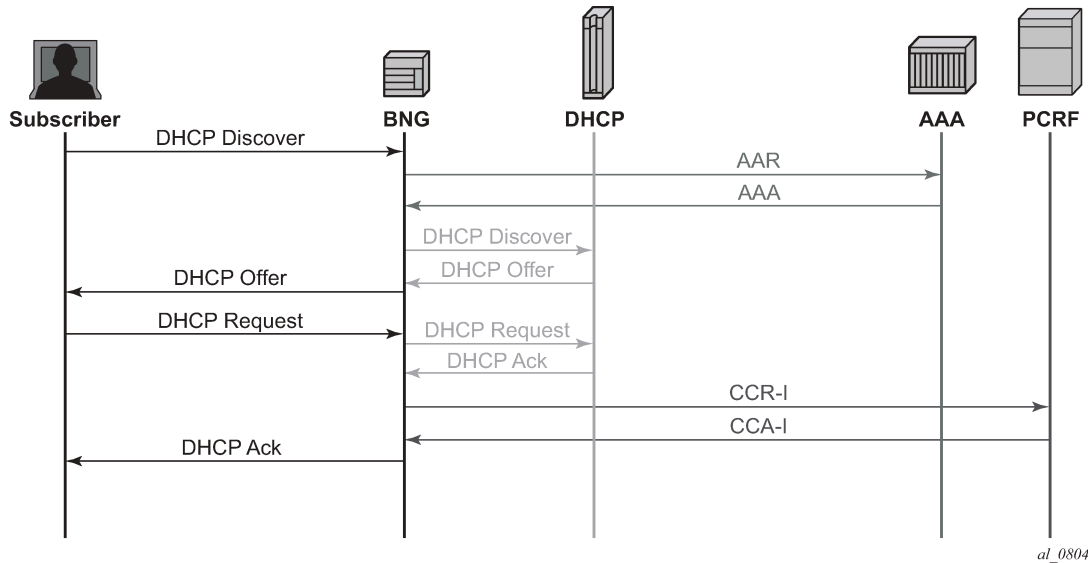 Subscriber BNG DHCP AAA PCRF
DHCP Discover
AAR
AAA
DHCP Discover
DHCP Offer
DHCP Offer
DHCP Request
DHCP Request
DHCP Ack
CCR-I
CCA-I
DHCP Ack
al_0804